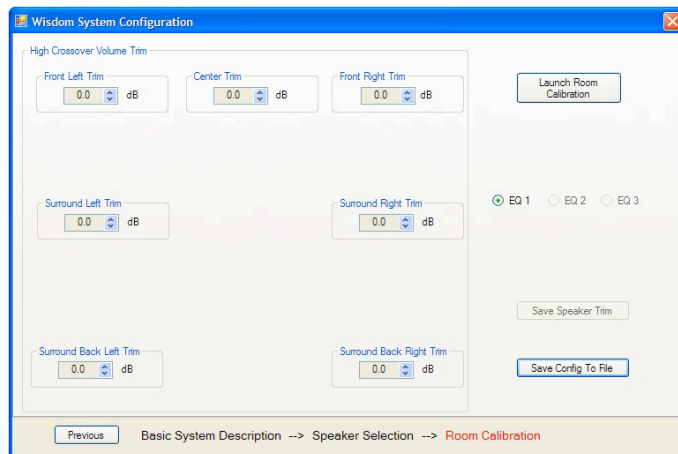 Wisdom System Configuration
High Crossover Volume Trim
Front Left Trim
0.0 dB
Center Trim
0.0 dB
Front Right Trim
0.0 dB
Launch Room
Calibration
Surround Left Trim
0.0 dB
Surround Right Trim
0.0 dB
EQ 1 EQ 2 EQ 3
Save Speaker Trim
Surround Back Left Trim
0.0 dB
Surround Back Right Trim
0.0 dB
Save Config To File
Previous Basic System Description --> Speaker Selection --> Room Calibration